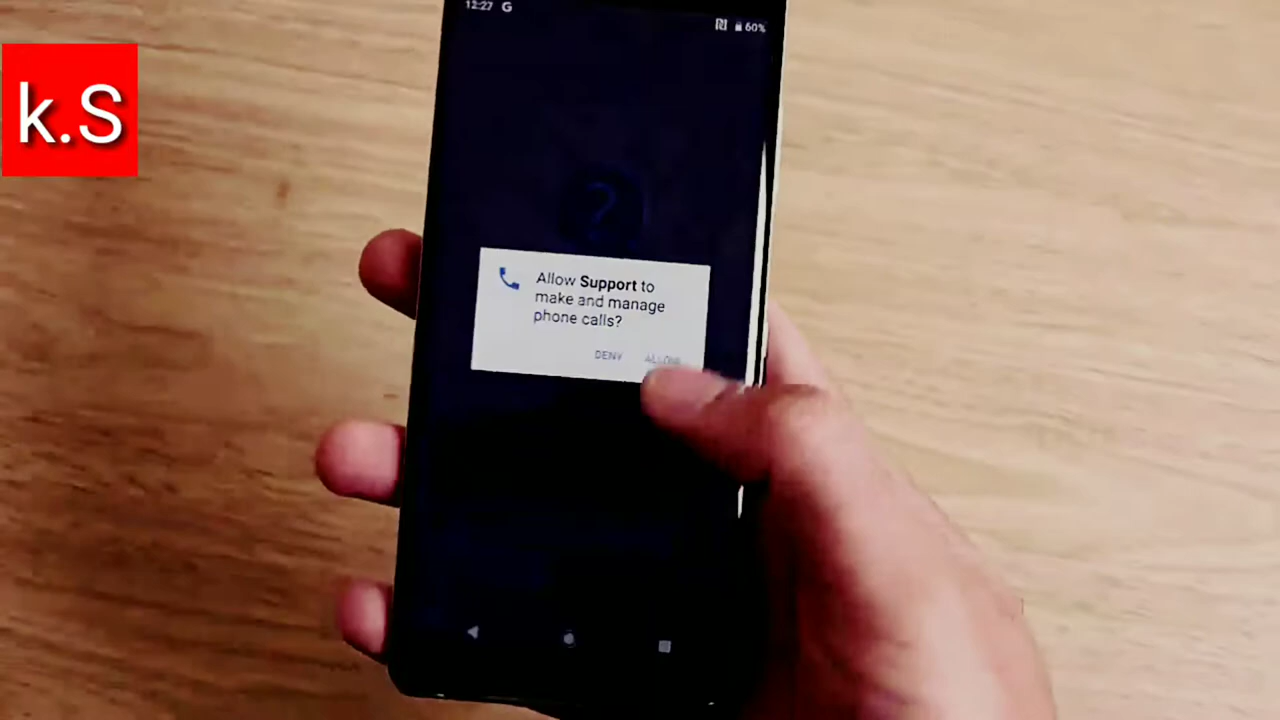 12:27 G
60%
k.S
Allow Support to
make and manage
phone calls?
DENY ALLOW